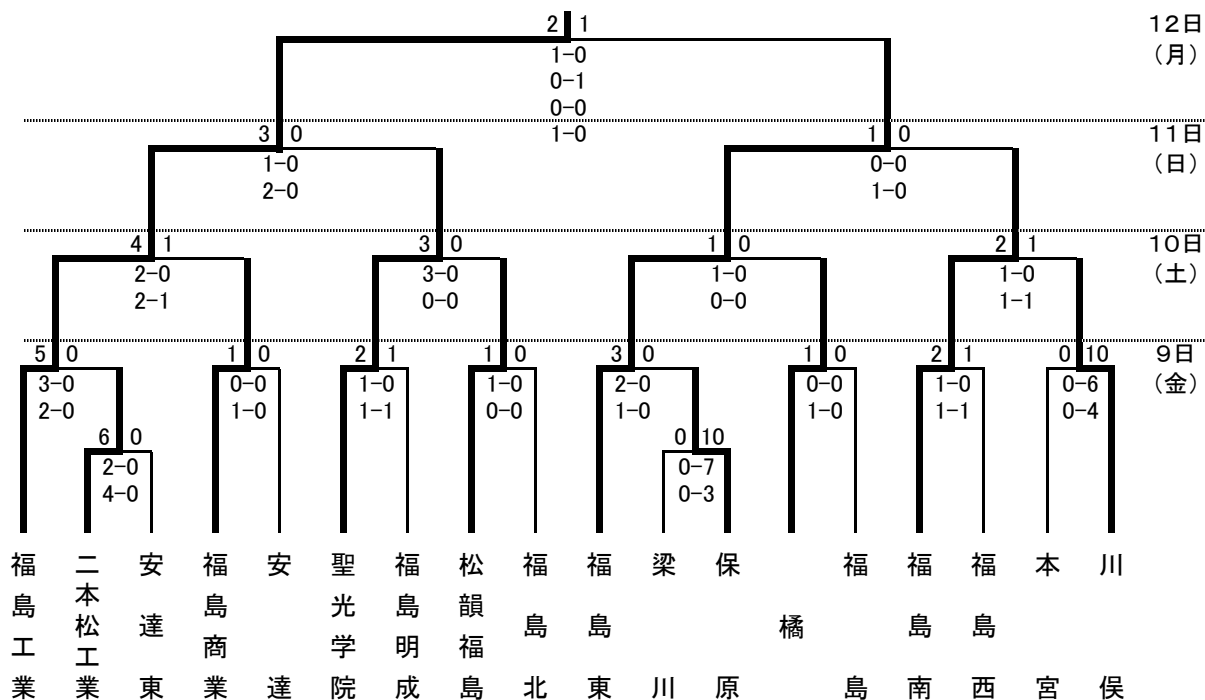 2 1 12日
1-0 （月）
0-1
0-0
1-0
3 0 1 0 11日
1-0 0-0 （日）
2-0 1-0
4 1 3 0 1 0 2 1 10日
2-0 3-0 1-0 1-0 （土）
2-1 0-0 0-0 1-1
5 0 1 0 2 1 1 0 3 0 1 0 2 1 0 10 9日
3-0 0-0 1-0 1-0 2-0 0-0 1-0 0-6 （金）
2-0 1-0 1-1 0-0 1-0 1-0 1-1 0-4
6 0 0 10
2-0 0-7
4-0 0-3
福島工業
二本松工業
安達東
福島商業
安達
聖光学院
福島明成
松韻福島
福島北
福島東
梁川
保原
橘
福島
福島南
福島西
本宮
川俣